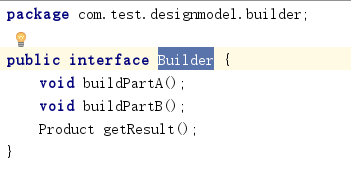 package com.test.designmodel.builder;
public interface Builder {
void buildPartA();
void buildPartB();
Product getResult();
}